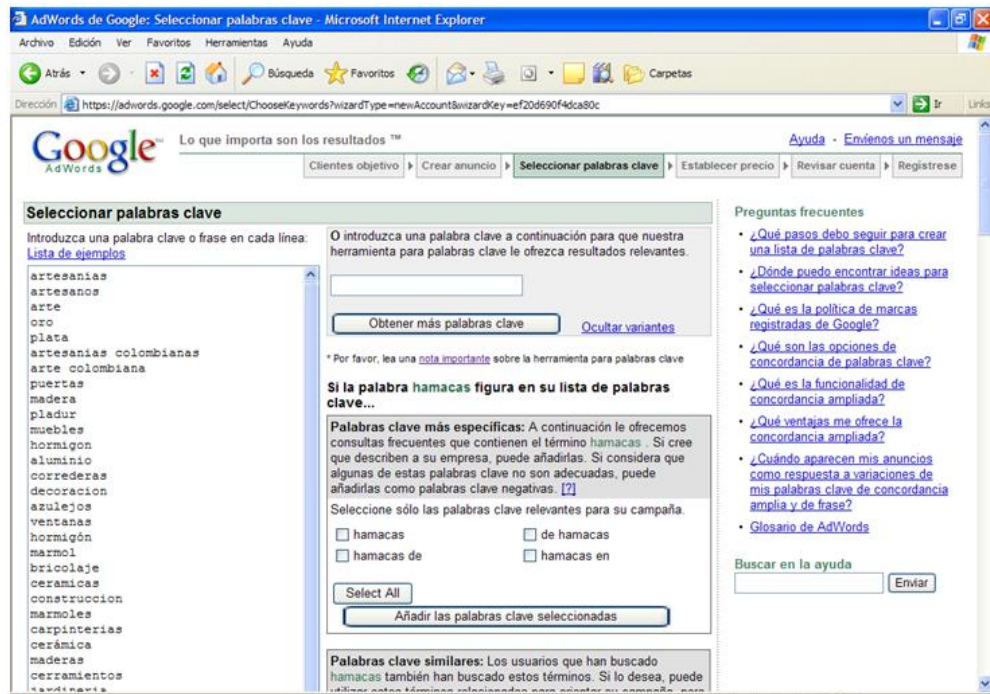 AdWords de Google: Seleccionar palabras clave - Microsoft Internet Explorer
Archivo Edición Ver Favoritos Herramientas Ayuda
Atrás Búsqueda Favoritos Carpetas
Dirección https://adwords.google.com/select/ChooseKeywords?wizardType=newAccount&wizardKey=ef20d690f4dca80c Ir Links
Google™ AdWords
Lo que importa son los resultados ™
Ayuda - Envíenos un mensaje
Clientes objetivo Crear anuncio Seleccionar palabras clave Establecer precio Revisar cuenta Regístrese
Seleccionar palabras clave
Introduzca una palabra clave o frase en cada línea:
Lista de ejemplos
artesanias
artesanos
arte
oro
plata
artesanias colombianas
arte colombiana
puertas
madera
pladur
muebles
hormigon
aluminio
correderas
decoracion
azulejos
ventanas
hormigón
marmol
bricolaje
ceramicas
construccion
marmoles
carpinterias
cerámica
maderas
cerramientos
jardineria
O introduzca una palabra clave a continuación para que nuestra
herramienta para palabras clave le ofrezca resultados relevantes.
Obtener más palabras clave
Ocultar variantes
* Por favor, lea una nota importante sobre la herramienta para palabras clave
Si la palabra hamacas figura en su lista de palabras
clave...
Palabras clave más específicas: A continuación le ofrecemos
consultas frecuentes que contienen el término hamacas . Si cree
que describen a su empresa, puede añadirlas. Si considera que
algunas de estas palabras clave no son adecuadas, puede
añadirlas como palabras clave negativas. [?]
Seleccione sólo las palabras clave relevantes para su campaña.
hamacas de hamacas
hamacas de hamacas en
Select All
Añadir las palabras clave seleccionadas
Palabras clave similares: Los usuarios que han buscado
hamacas también han buscado estos términos. Si lo desea, puede
utilizar estos términos relacionados para orientar su campaña, pero
Preguntas frecuentes
• ¿Qué pasos debo seguir para crear
una lista de palabras clave?
• ¿Dónde puedo encontrar ideas para
seleccionar palabras clave?
• ¿Qué es la política de marcas
registradas de Google?
• ¿Qué son las opciones de
concordancia de palabras clave?
• ¿Qué es la funcionalidad de
concordancia ampliada?
• ¿Qué ventajas me ofrece la
concordancia ampliada?
• ¿Cuándo aparecen mis anuncios
como respuesta a variaciones de
mis palabras clave de concordancia
amplia y de frase?
• Glosario de AdWords
Buscar en la ayuda
Enviar